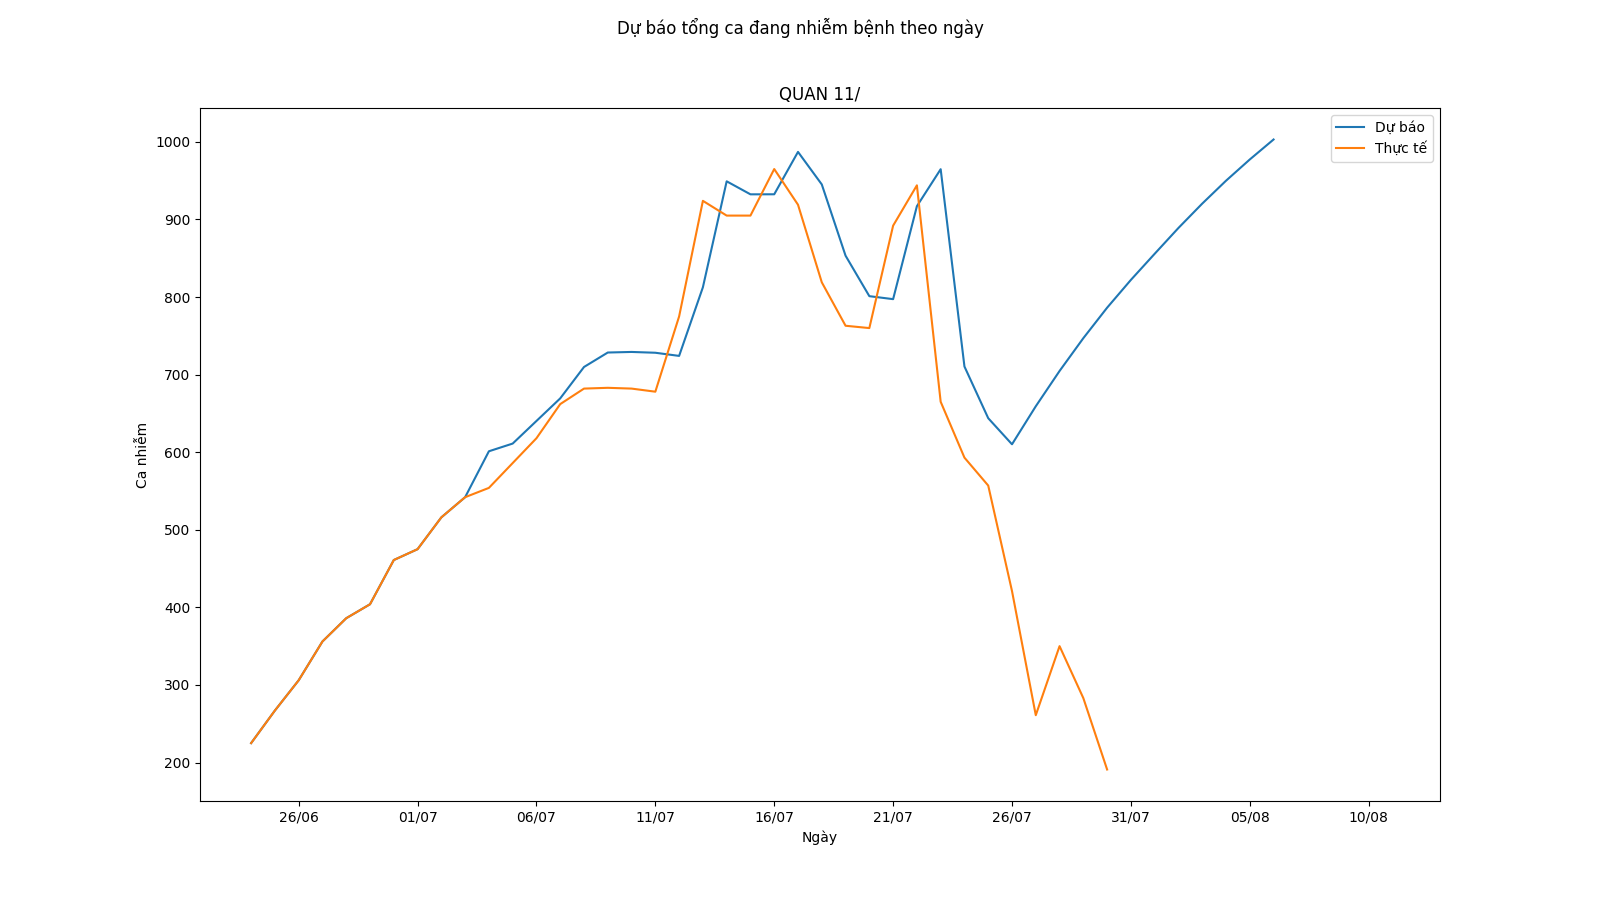 Dự báo tổng ca đang nhiễm bệnh theo ngày
QUAN 11/
Dự báo
Thực tế
Ca nhiễm
1000
900
800
700
600
500
400
300
200
26/06 01/07 06/07 11/07 16/07 21/07 26/07 31/07 05/08 10/08
Ngày